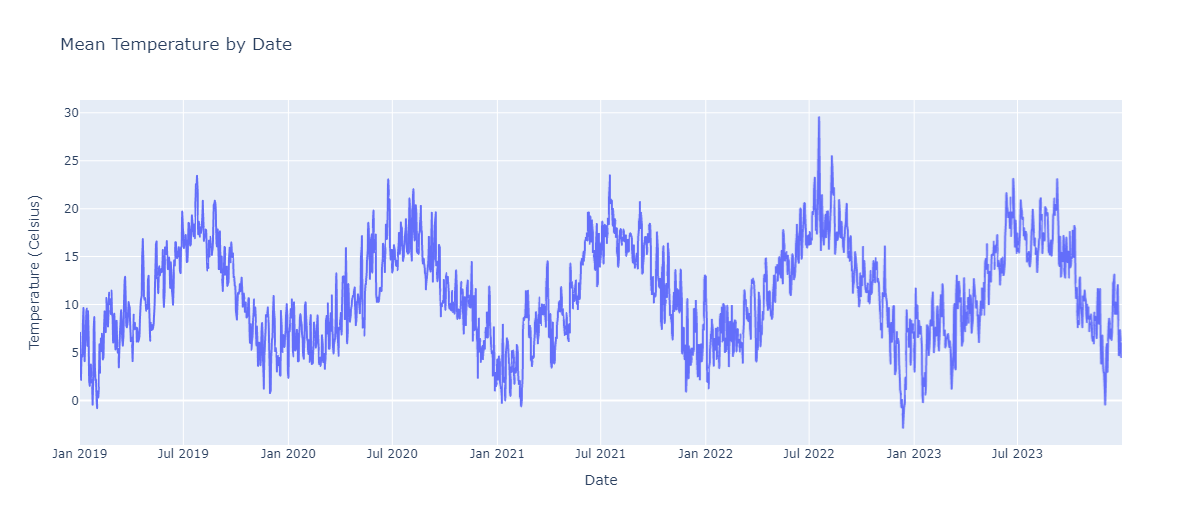 Mean Temperature by Date
30
25
20
15
10
5
0
Temperature (Celsius)
Jan 2019 Jul 2019 Jan 2020 Jul 2020 Jan 2021 Jul 2021 Jan 2022 Jul 2022 Jan 2023 Jul 2023
Date